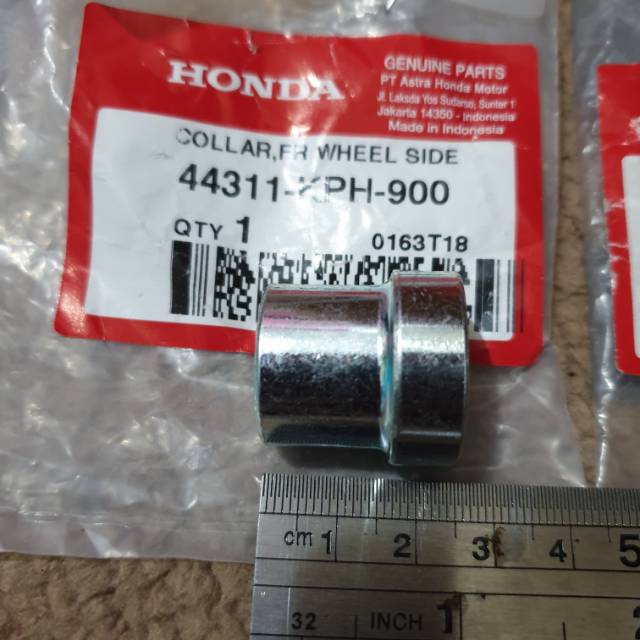 HONDA
GENUINE PARTS
PT Astra Honda Motor
Jl. Laksda Yos Sudarso, Sunter 1
Jakarta 14350 - Indonesia
Made in Indonesia
COLLAR,FR WHEEL SIDE
44311-KPH-900
QTY 1
0163T18
cm 1 2 3 4 5
32 INCH 1